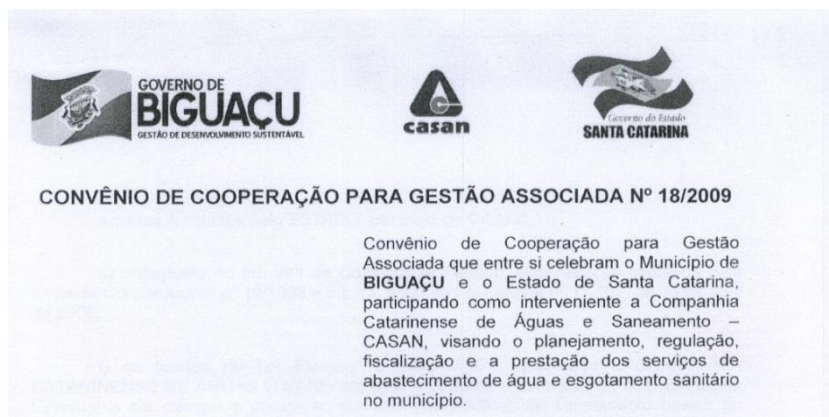 GOVERNO DE
BIGUAÇU
GESTÃO DE DESENVOLVIMENTO SUSTENTÁVEL
casan
Governo do Estado
SANTA CATARINA
CONVÊNIO DE COOPERAÇÃO PARA GESTÃO ASSOCIADA Nº 18/2009
Convênio de Cooperação para Gestão
Associada que entre si celebram o Município de
BIGUAÇU e o Estado de Santa Catarina,
participando como interveniente a Companhia
Catarinense de Águas e Saneamento –
CASAN, visando o planejamento, regulação,
fiscalização e a prestação dos serviços de
abastecimento de água e esgotamento sanitário
no município.